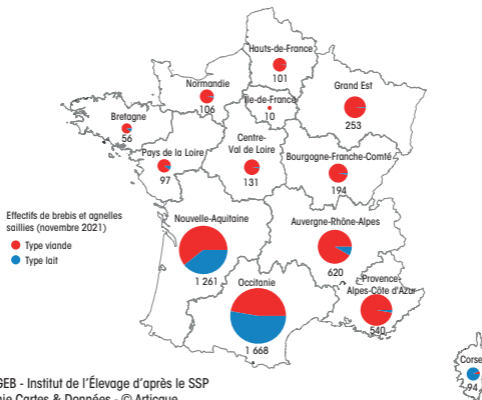 Hauts-de-France
101
Normandie
106
Île-de-France
10
Grand Est
253
Bretagne
56
Pays de la Loire
97
Centre-
Val de Loire
131
Bourgogne-Franche-Comté
194
Effectifs de brebis et agnelles
saillies (novembre 2021)
Type viande
Type lait
Nouvelle-Aquitaine
1 261
Auvergne-Rhône-Alpes
620
Occitanie
1 668
Provence-
Alpes-Côte d'Azur
540
Corse
94
GEB - Institut de l'Élevage d'après le SSP
nie Cartes & Données - © Articque